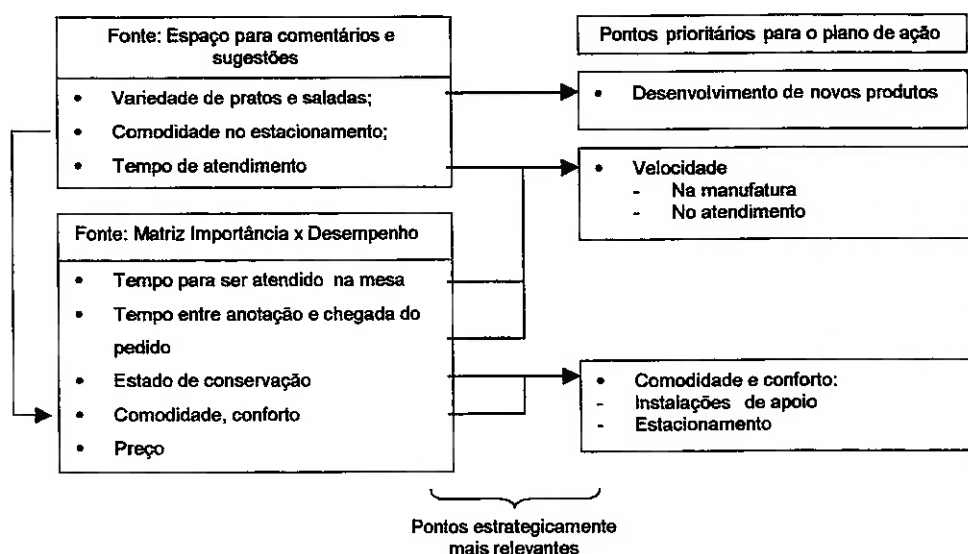 Fonte: Espaço para comentários e
sugestões
• Variedade de pratos e saladas;
• Comodidade no estacionamento;
• Tempo de atendimento
Fonte: Matriz Importância x Desempenho
• Tempo para ser atendido na mesa
• Tempo entre anotação e chegada do
pedido
• Estado de conservação
• Comodidade, conforto
• Preço
Pontos prioritários para o plano de ação
• Desenvolvimento de novos produtos
• Velocidade
- Na manufatura
- No atendimento
• Comodidade e conforto:
- Instalações de apoio
- Estacionamento
Pontos estrategicamente
mais relevantes